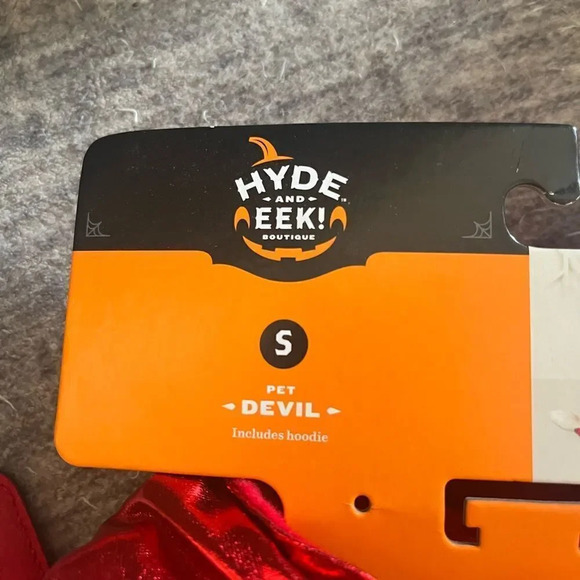 HYDE
AND
EEK!
BOUTIQUE
S
PET
DEVIL
Includes hoodie